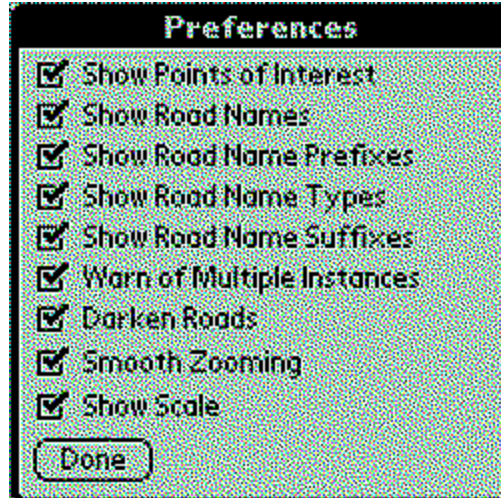 Preferences
Show Points of Interest
Show Road Names
Show Road Name Prefixes
Show Road Name Types
Show Road Name Suffixes
Warn of Multiple Instances
Darken Roads
Smooth Zooming
Show Scale
Done